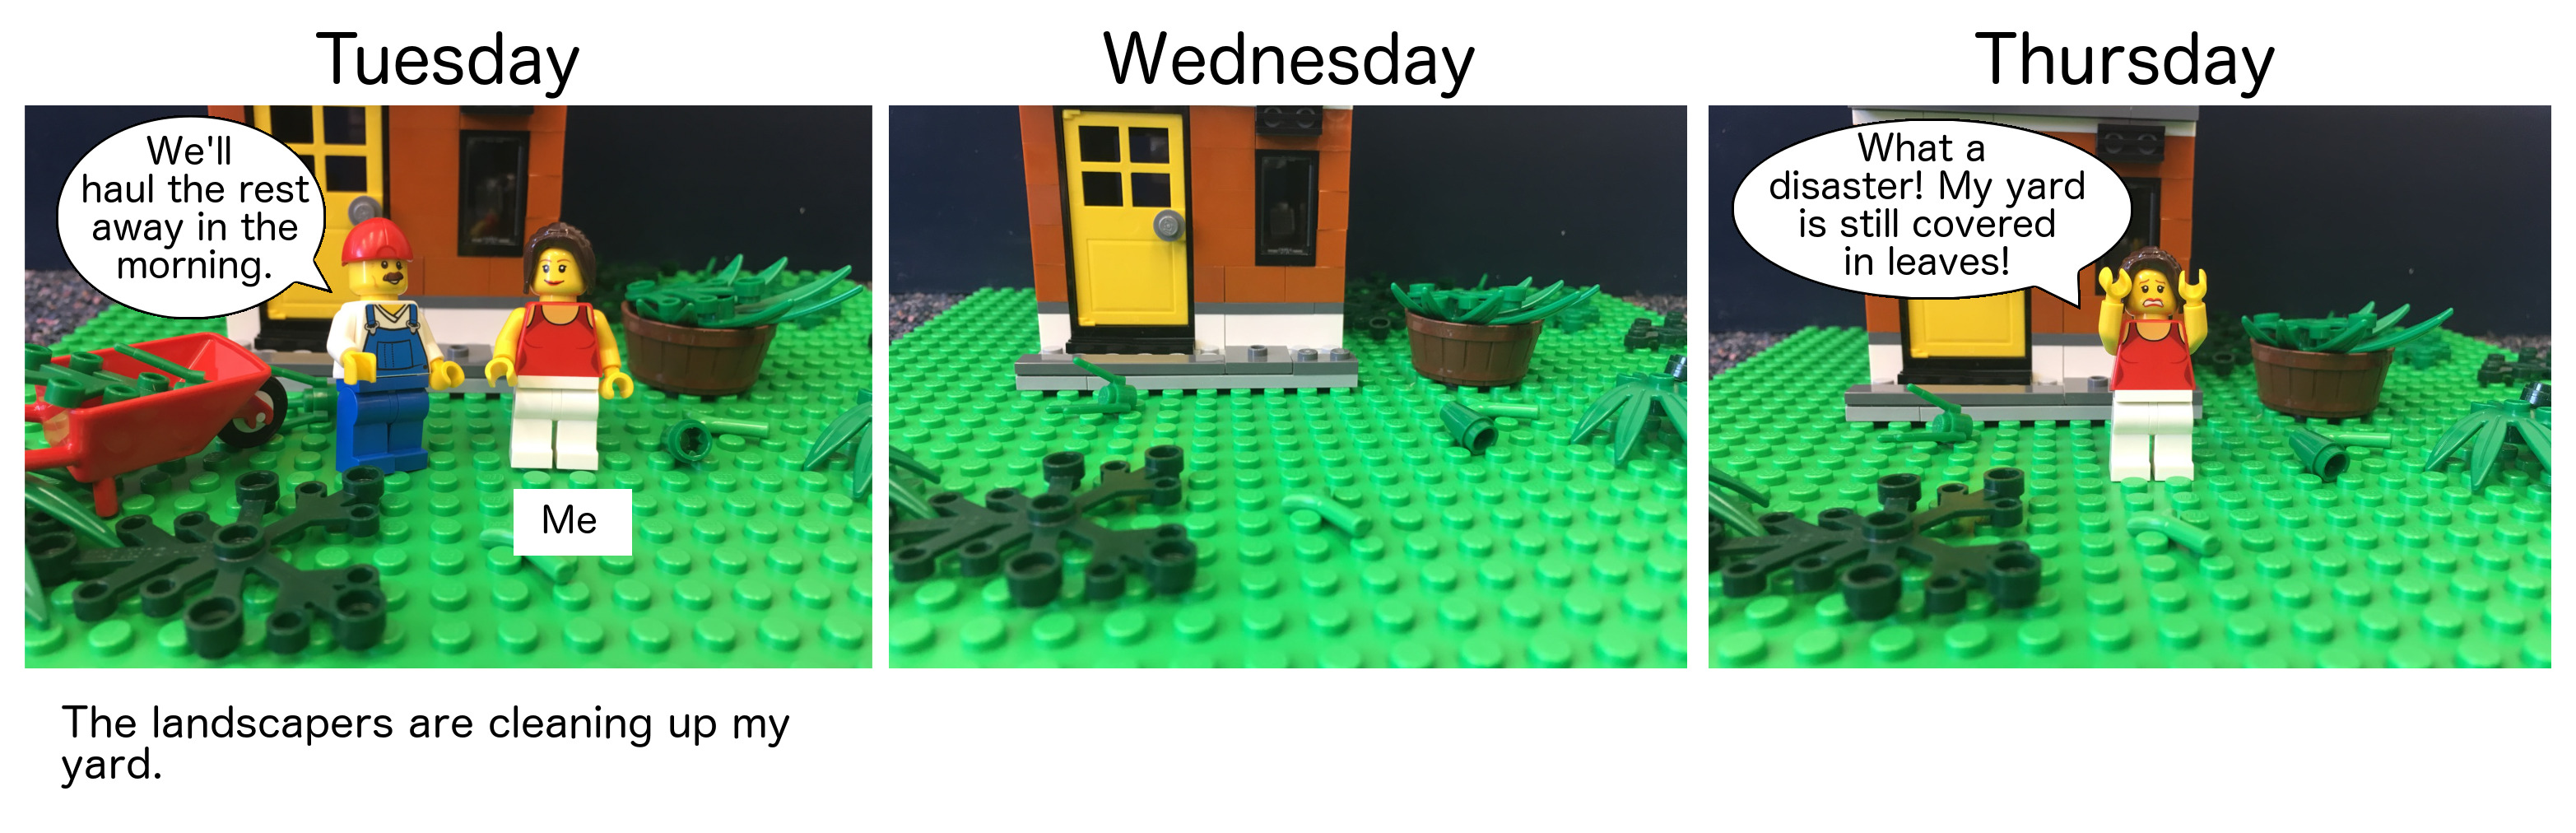 Tuesday
Wednesday
Thursday
We'll
haul the rest
away in the
morning.
Me
What a
disaster! My yard
is still covered
in leaves!
The landscapers are cleaning up my
yard.